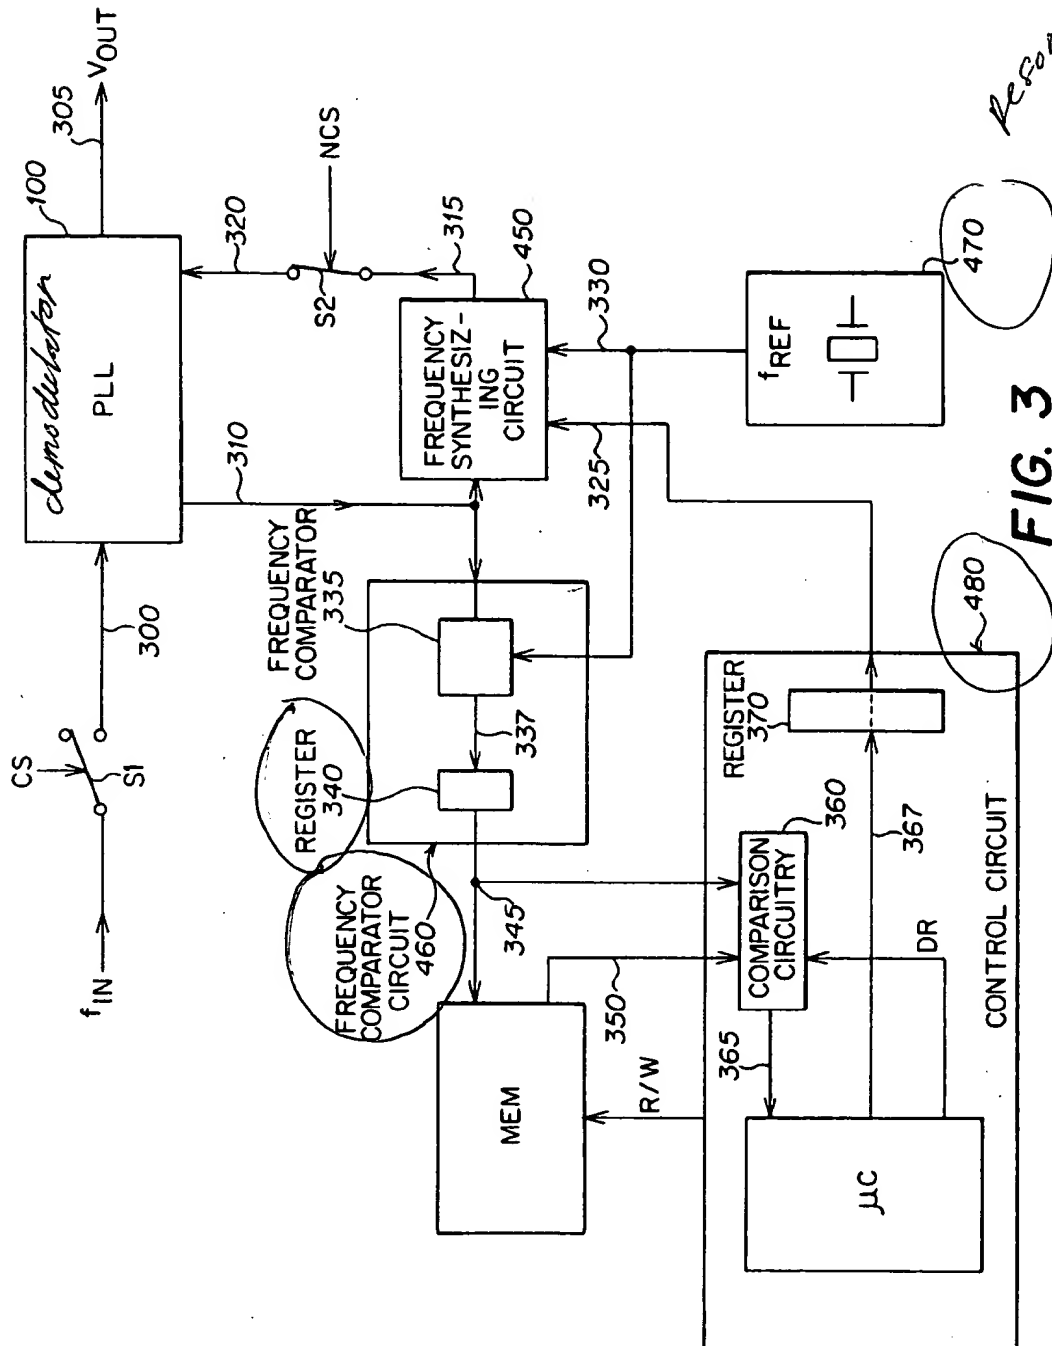 fIN
CS
S1
300
demodulator
PLL
100
305
VOUT
310
320
S2
NCS
315
450
FREQUENCY
SYNTHESIZ-
ING
CIRCUIT
325
330
fREF
470
FREQUENCY
COMPARATOR
335
337
REGISTER
340
FREQUENCY
COMPARATOR
CIRCUIT
460
345
MEM
350
R/W
REGISTER
370
480
COMPARISON
CIRCUITRY
360
365
367
DR
µC
CONTROL CIRCUIT
FIG. 3